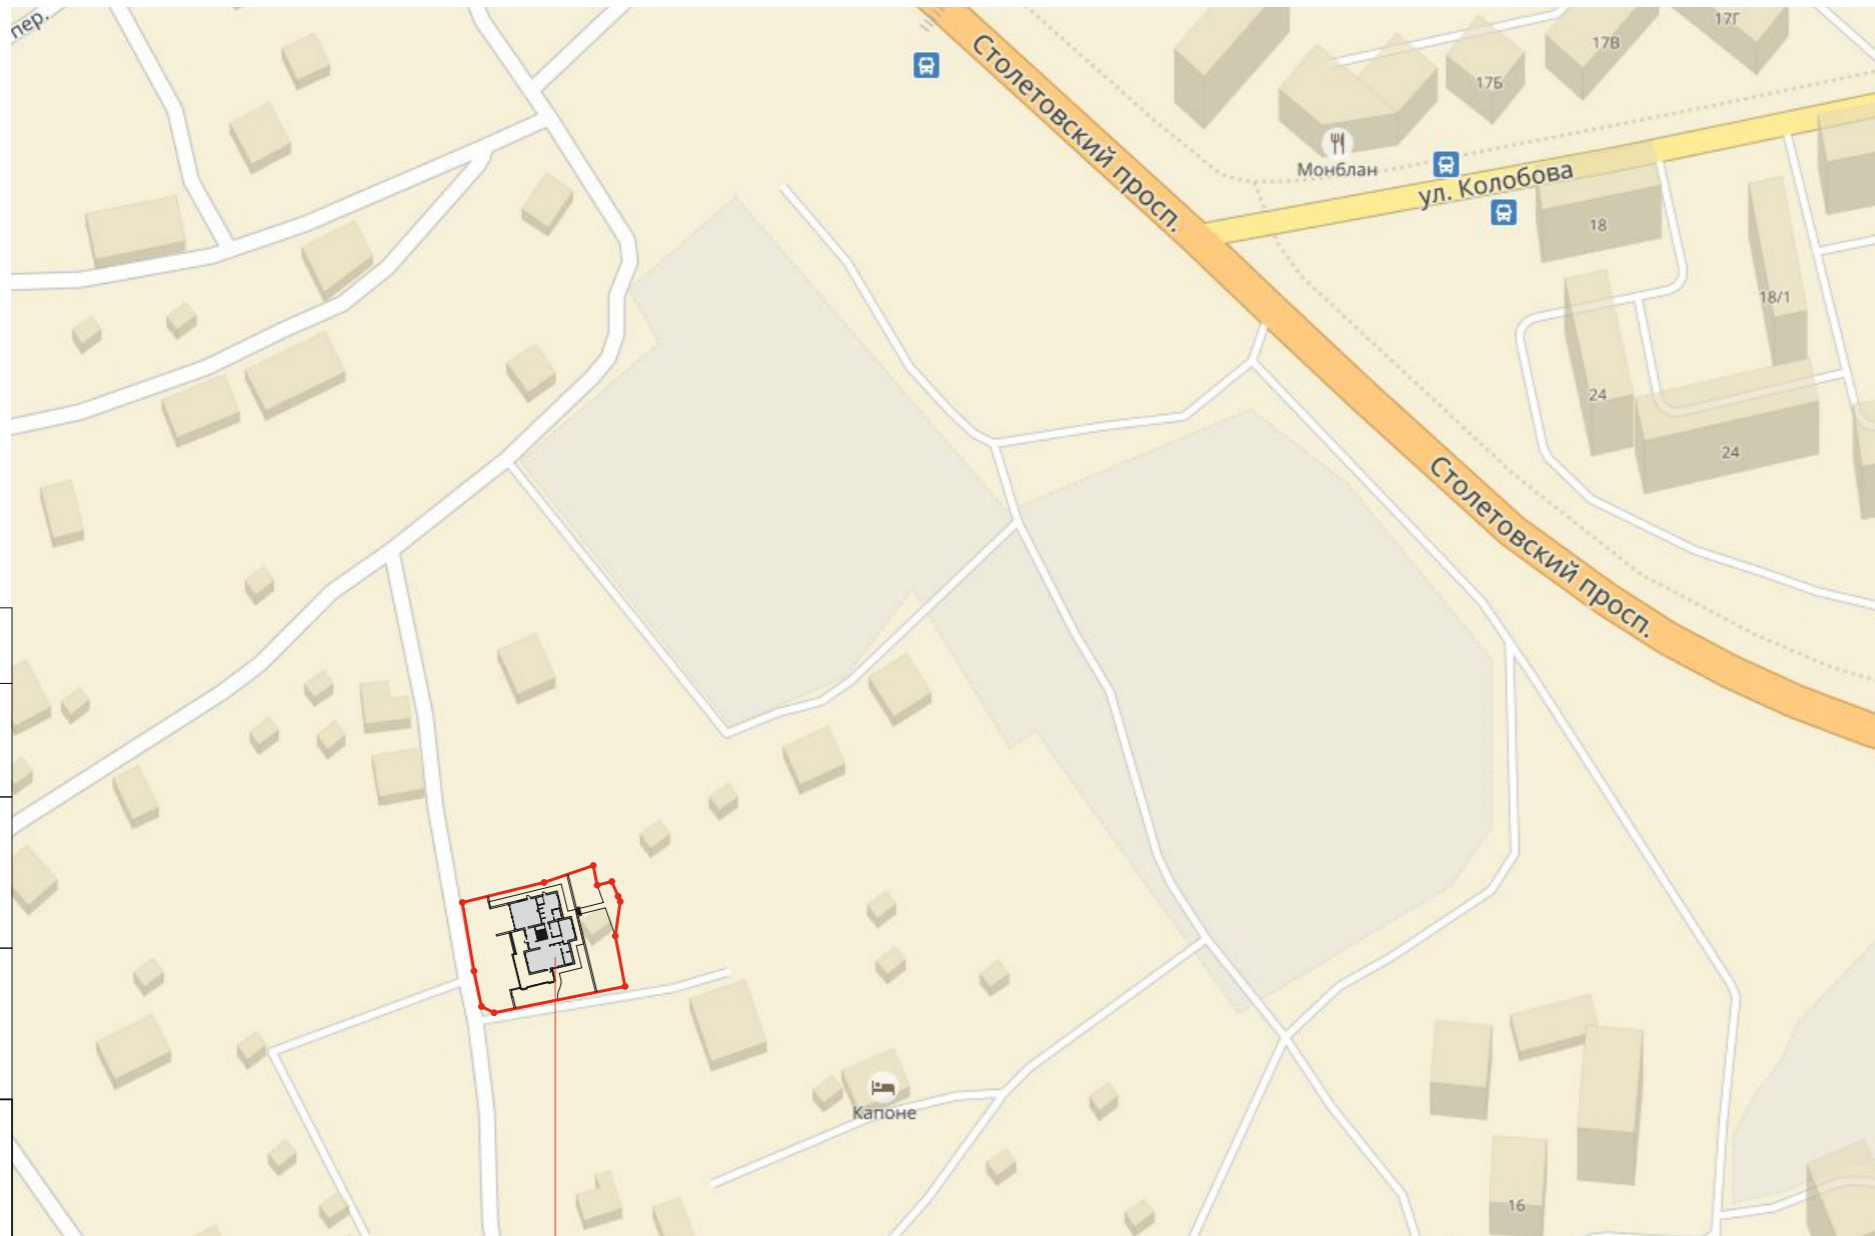 пер.
17Г
17В
17Б
Столетовский просп.
Монблан
ул. Колобова
18
18/1
24
24
Столетовский просп.
Капоне
16